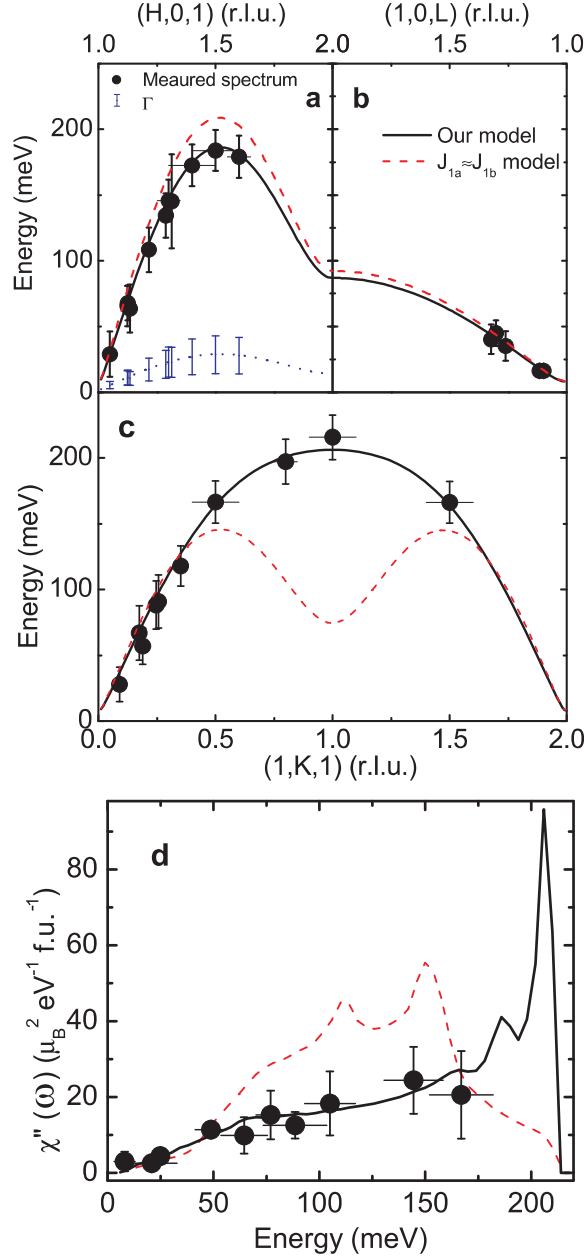 (H,0,1) (r.l.u.) (1,0,L) (r.l.u.)
1.0 1.5 2.0 1.5 1.0
Meaured spectrum
Γ
a b
Our model
J1a≈J1b model
Energy (meV)
200
100
0
c
Energy (meV)
200
100
0
0.0 0.5 1.0 1.5 2.0
(1,K,1) (r.l.u.)
d
χ'' (ω) (μB² eV⁻¹ f.u.⁻¹)
80
60
40
20
0
0 50 100 150 200
Energy (meV)